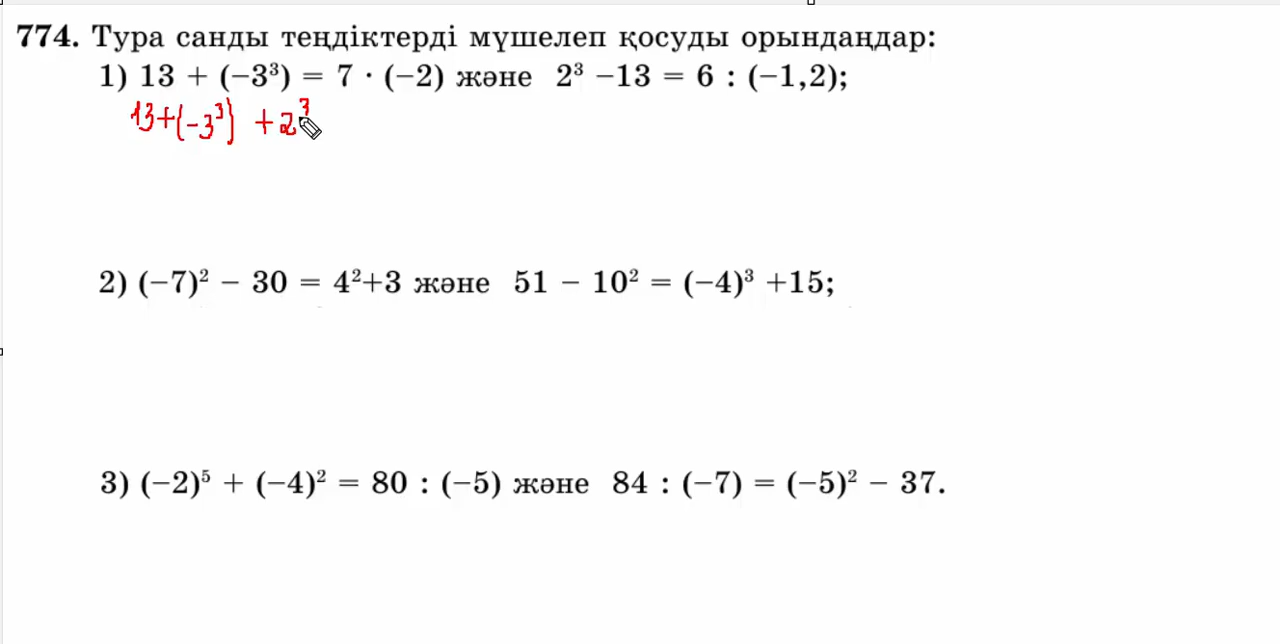 774. Тура санды теңдіктерді мүшелеп қосуды орындаңдар:
1) 13 + (−3³) = 7 · (−2) және 2³ −13 = 6 : (−1,2);
13+(-3³) +2³
2) (−7)² − 30 = 4²+3 және 51 − 10² = (−4)³ +15;
3) (−2)⁵ + (−4)² = 80 : (−5) және 84 : (−7) = (−5)² − 37.